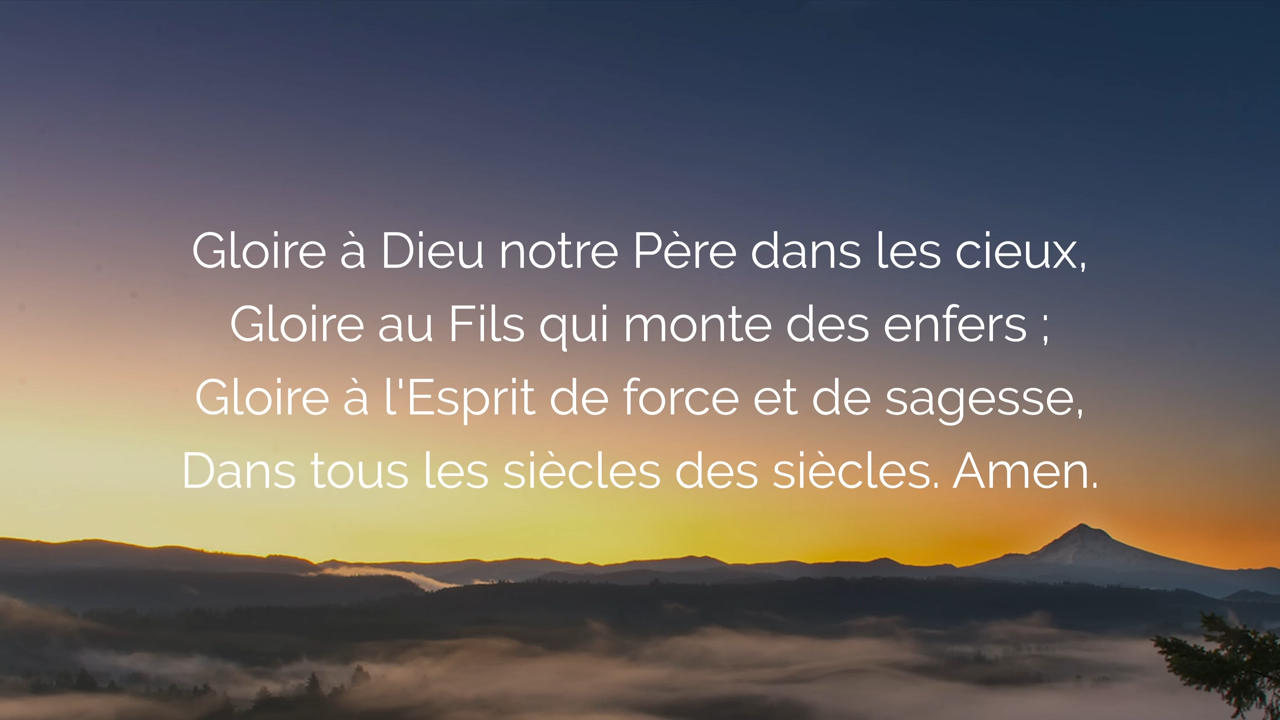 Gloire à Dieu notre Père dans les cieux,
Gloire au Fils qui monte des enfers ;
Gloire à l'Esprit de force et de sagesse,
Dans tous les siècles des siècles. Amen.